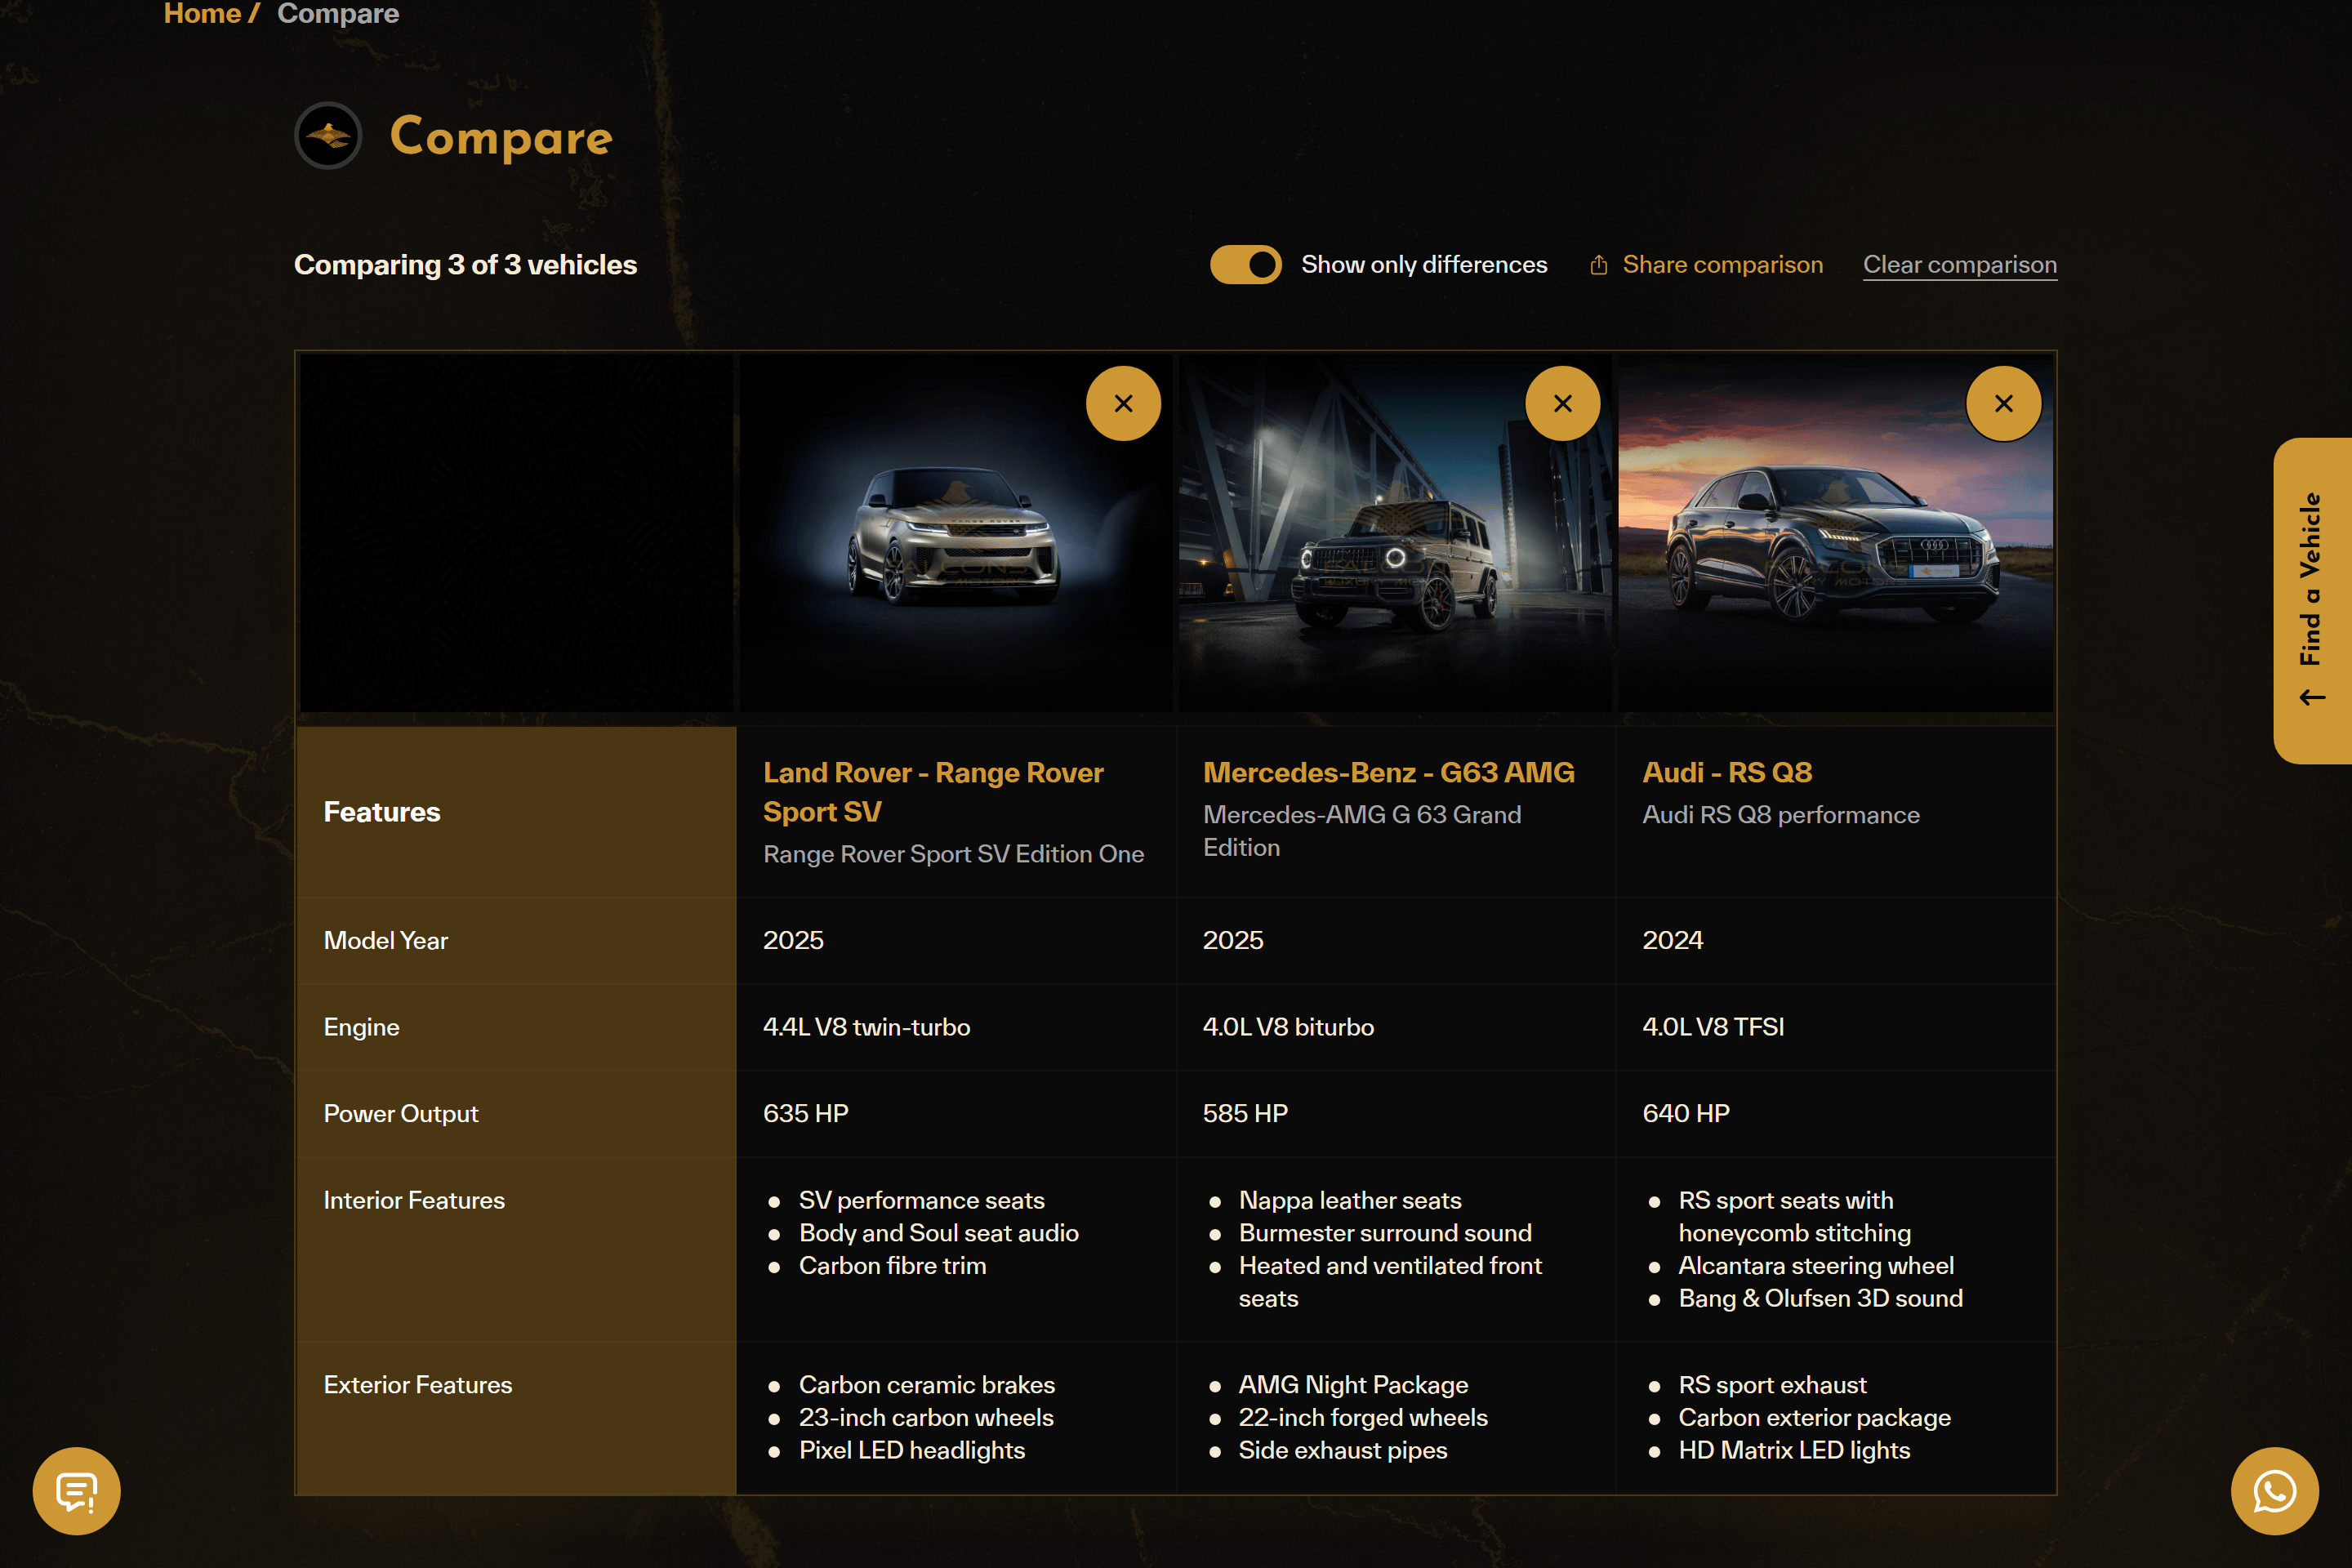 Home / Compare
Compare
Comparing 3 of 3 vehicles
Show only differences
Share comparison
Clear comparison
RANGE ROVER
FALCONS
MOTORS
FALCONS
LUXURY MOTORS
Find a Vehicle
Features
Land Rover - Range Rover
Sport SV
Range Rover Sport SV Edition One
Mercedes-Benz - G63 AMG
Mercedes-AMG G 63 Grand
Edition
Audi - RS Q8
Audi RS Q8 performance
Model Year
2025
2025
2024
Engine
4.4L V8 twin-turbo
4.0L V8 biturbo
4.0L V8 TFSI
Power Output
635 HP
585 HP
640 HP
Interior Features
SV performance seats
Body and Soul seat audio
Carbon fibre trim
Nappa leather seats
Burmester surround sound
Heated and ventilated front
seats
RS sport seats with
honeycomb stitching
Alcantara steering wheel
Bang & Olufsen 3D sound
Exterior Features
Carbon ceramic brakes
23-inch carbon wheels
Pixel LED headlights
AMG Night Package
22-inch forged wheels
Side exhaust pipes
RS sport exhaust
Carbon exterior package
HD Matrix LED lights